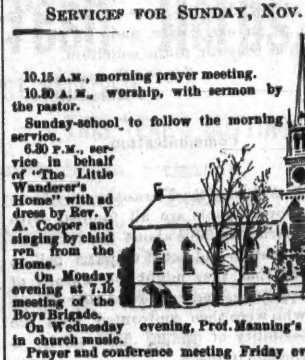 SERVICES FOR SUNDAY, NOV.
10.15 A.M., morning prayer meeting.
10.30 A. M., worship, with sermon by
the pastor.
Sunday-school to follow the morning
service.
6.30 P.M., ser-
vice in behalf
of "The Little
Wanderer's
Home" with ad
dress by Rev. V
A. Cooper and
singing by child
ren from the
Home.
On Monday
evening at 7.15
meeting of the
Boys Brigade.
On Wednesday evening, Prof. Manning's
in church music.
Prayer and conference meeting Friday